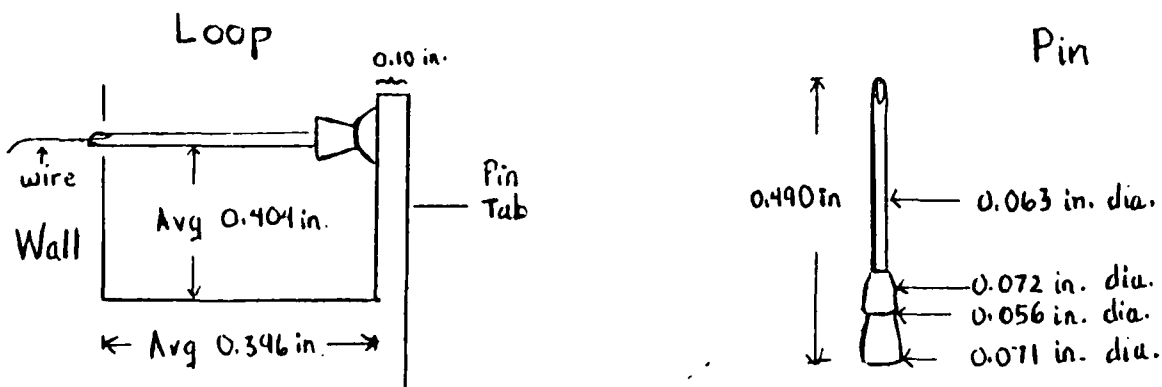 Loop
0.10 in.
wire
Wall
Avg 0.404 in.
Avg 0.346 in.
Pin
Tab
Pin
0.490 in
0.063 in. dia.
0.072 in. dia.
0.056 in. dia.
0.071 in. dia.